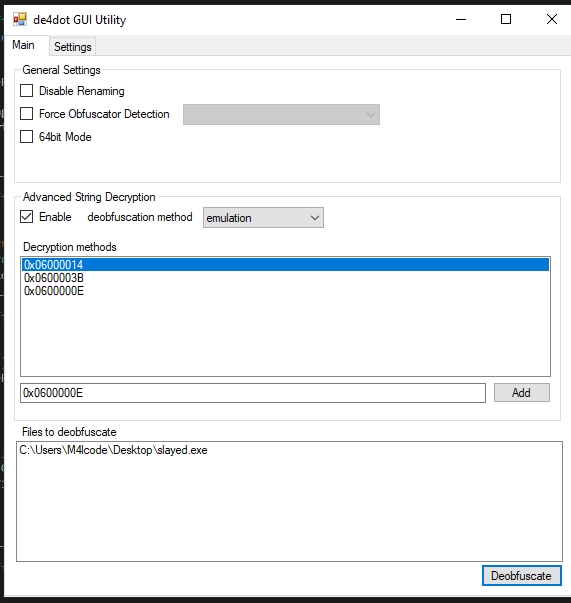 de4dot GUI Utility
Main Settings
General Settings
Disable Renaming
Force Obfuscator Detection
64bit Mode
Advanced String Decryption
Enable deobfuscation method emulation
Decryption methods
0x06000014
0x0600003B
0x0600000E
0x0600000E Add
Files to deobfuscate
C:\Users\M4lcode\Desktop\slayed.exe
Deobfuscate